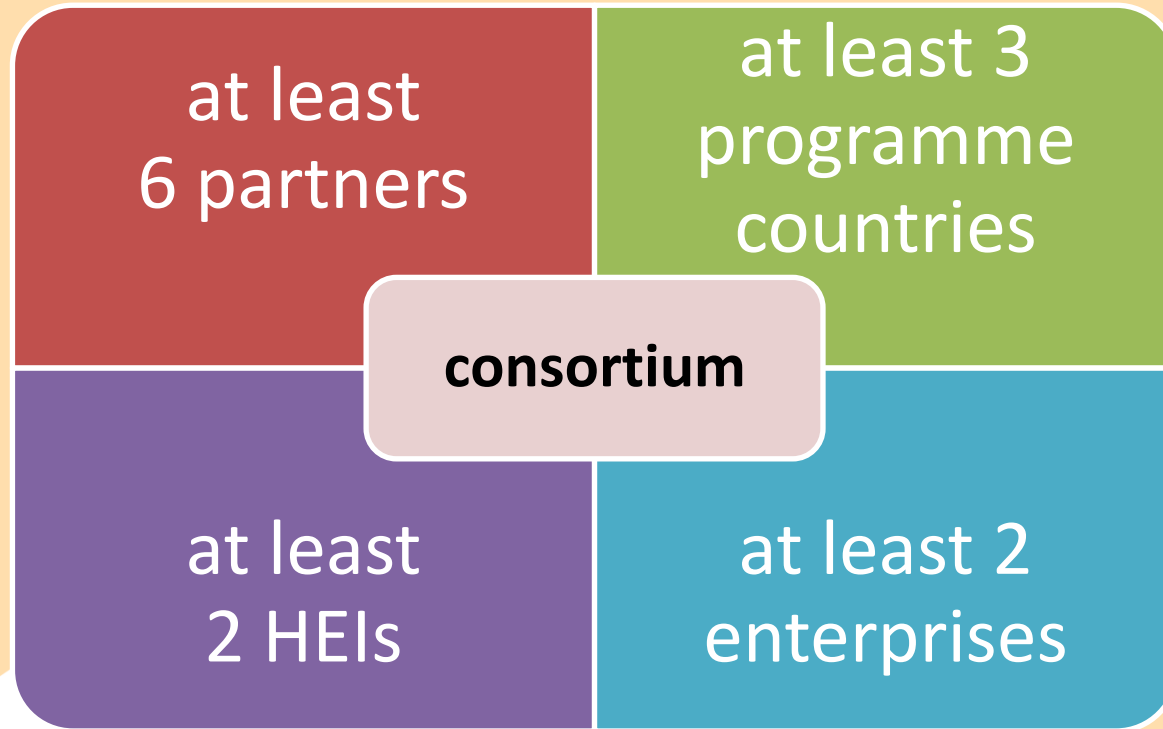 at least
6 partners
at least 3
programme
countries
consortium
at least
2 HEIs
at least 2
enterprises